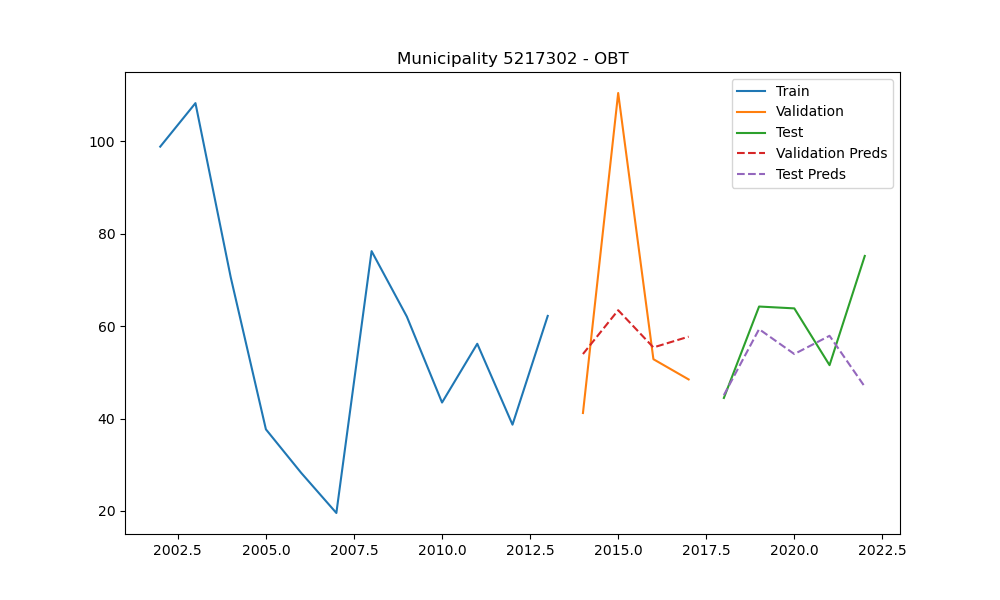 Municipality 5217302 - OBT
Train
Validation
Test
Validation Preds
Test Preds
100
80
60
40
20
2002.5 2005.0 2007.5 2010.0 2012.5 2015.0 2017.5 2020.0 2022.5